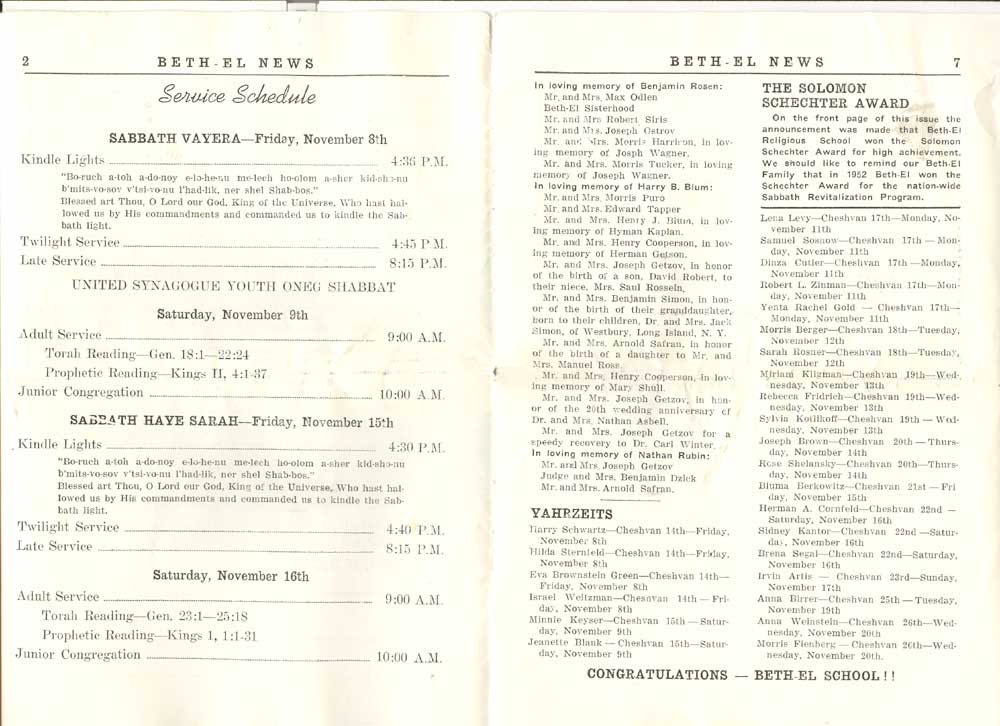 2 BETH-EL NEWS
Service Schedule
SABBATH VAYERA—Friday, November 8th
Kindle Lights 4:36 P.M.
"Bo-ruch a-toh a-do-noy e-lo-he-nu me-lech ho-olom a-sher kid-sho-nu
b'mits-vo-sov v'tsi-vo-nu l'had-lik, ner shel Shab-bos."
Blessed art Thou, O Lord our God, King of the Universe, Who hast hal-
lowed us by His commandments and commanded us to kindle the Sab-
bath light.
Twilight Service 4:45 P.M.
Late Service 8:15 P.M.
UNITED SYNAGOGUE YOUTH ONEG SHABBAT
Saturday, November 9th
Adult Service 9:00 A.M.
Torah Reading—Gen. 18:1—22:24
Prophetic Reading—Kings II, 4:1-37
Junior Congregation 10:00 A.M.
SABBATH HAYE SARAH—Friday, November 15th
Kindle Lights 4:30 P.M.
"Bo-ruch a-toh a-do-noy e-lo-he-nu me-lech ho-olom a-sher kid-sho-nu
b'mits-vo-sov v'tsi-vo-nu l'had-lik, ner shel Shab-bos."
Blessed art Thou, O Lord our God, King of the Universe, Who hast hal-
lowed us by His commandments and commanded us to kindle the Sab-
bath light.
Twilight Service 4:40 P.M.
Late Service 8:15 P.M.
Saturday, November 16th
Adult Service 9:00 A.M.
Torah Reading—Gen. 23:1—25:18
Prophetic Reading—Kings 1, 1:1-31
Junior Congregation 10:00 A.M.
BETH-EL NEWS 7
In loving memory of Benjamin Rosen:
Mr. and Mrs. Max Odlen
Beth-El Sisterhood
Mr. and Mrs Robert Siris
Mr. and Mrs. Joseph Ostrov
Mr. and Mrs. Morris Harrison, in lov-
ing memory of Josph Wagner.
Mr. and Mrs. Morris Tucker, in loving
memory of Joseph Wagner.
In loving memory of Harry B. Blum:
Mr. and Mrs. Morris Puro
Mr. and Mrs. Edward Tapper
Mr. and Mrs. Henry J. Blum, in lov-
ing memory of Hyman Kaplan.
Mr. and Mrs. Henry Cooperson, in lov-
ing memory of Herman Getson.
Mr. and Mrs. Joseph Getzov, in honor
of the birth of a son, David Robert, to
their niece, Mrs. Saul Rossein.
Mr. and Mrs. Benjamin Simon, in hon-
or of the birth of their granddaughter,
born to their children, Dr. and Mrs. Jack
Simon, of Westbury, Long Island, N. Y.
Mr. and Mrs. Arnold Safran, in honor
of the birth of a daughter to Mr. and
Mrs. Manuel Ross.
Mr. and Mrs. Henry Cooperson, in lov-
ing memory of Mary Shull.
Mr. and Mrs. Joseph Getzov, in hon-
or of the 20th wedding anniversary of
Dr. and Mrs. Nathan Asbell.
Mr. and Mrs. Joseph Getzov for a
speedy recovery to Dr. Carl Winter.
In loving memory of Nathan Rubin:
Mr. and Mrs. Joseph Getzov
Judge and Mrs. Benjamin Dzick
Mr. and Mrs. Arnold Safran.
YAHRZEITS
Harry Schwartz—Cheshvan 14th—Friday,
November 8th
Hilda Sternfeld—Cheshvan 14th—Friday,
November 8th
Eva Brownstein Green—Cheshvan 14th—
Friday, November 8th
Israel Weitzman—Cheshvan 14th — Fri-
day, November 8th
Minnie Keyser—Cheshvan 15th — Satur-
day, November 9th
Jeanette Blank — Cheshvan 15th—Satur-
day, November 9th
THE SOLOMON
SCHECHTER AWARD
On the front page of this issue the
announcement was made that Beth-El
Religious School won the Solomon
Schechter Award for high achievement.
We should like to remind our Beth-El
Family that in 1952 Beth-El won the
Schechter Award for the nation-wide
Sabbath Revitalization Program.
Lena Levy—Cheshvan 17th—Monday, No-
vember 11th
Samuel Sosnow—Cheshvan 17th — Mon-
day, November 11th
Dinza Cutler—Cheshvan 17th —Monday,
November 11th
Robert L. Zinman—Cheshvan 17th—Mon-
day, November 11th
Yenta Rachel Gold — Cheshvan 17th—
Monday, November 11th
Morris Berger—Cheshvan 18th—Tuesday,
November 12th
Sarah Rosner—Cheshvan 18th—Tuesday,
November 12th
Miriam Kligman—Cheshvan 19th—Wed-
nesday, November 13th
Rebecca Fridrich—Cheshvan 19th—Wed-
nesday, November 13th
Sylvia Kotlikoff—Cheshvan 19th — Wed-
nesday, November 13th
Joseph Brown—Cheshvan 20th — Thurs-
day, November 14th
Rose Shelansky—Cheshvan 20th—Thurs-
day, November 14th
Bluma Berkowitz—Cheshvan 21st — Fri
day, November 15th
Herman A. Cornfeld—Cheshvan 22nd —
Saturday, November 16th
Sidney Kantor—Cheshvan 22nd —Satur-
day, November 16th
Brena Segal—Cheshvan 22nd—Saturday,
November 16th
Irvin Artis — Cheshvan 23rd—Sunday,
November 17th
Anna Birrer—Cheshvan 25th — Tuesday,
November 19th
Anna Weinstein—Cheshvan 26th—Wed-
nesday, November 20th
Morris Fienberg — Cheshvan 26th—Wed-
nesday, November 20th.
CONGRATULATIONS — BETH-EL SCHOOL!!